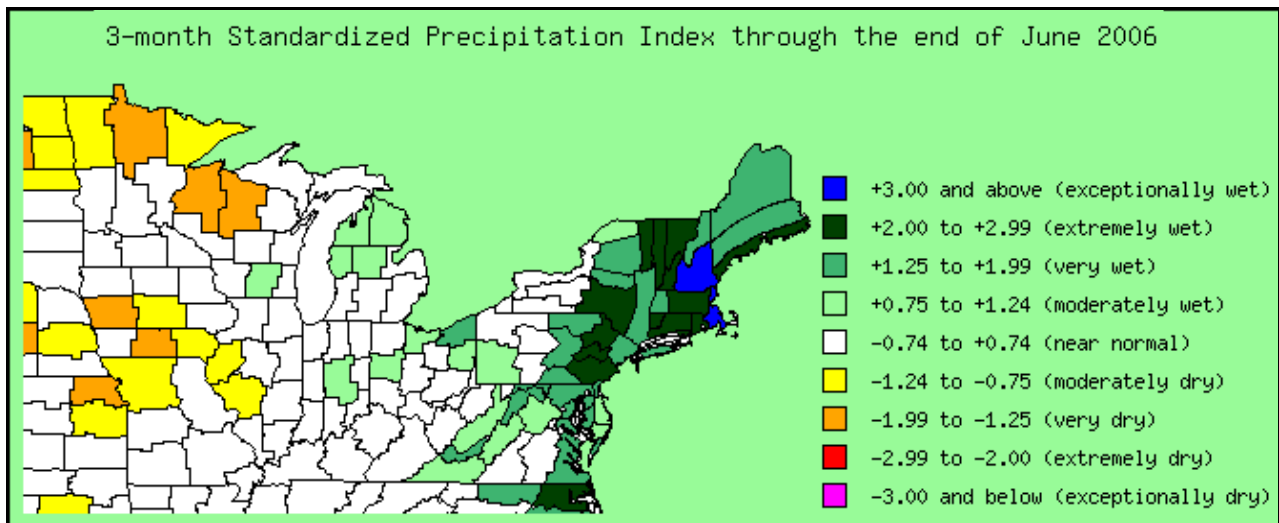 3-month Standardized Precipitation Index through the end of June 2006
+3.00 and above (exceptionally wet)
+2.00 to +2.99 (extremely wet)
+1.25 to +1.99 (very wet)
+0.75 to +1.24 (moderately wet)
-0.74 to +0.74 (near normal)
-1.24 to -0.75 (moderately dry)
-1.99 to -1.25 (very dry)
-2.99 to -2.00 (extremely dry)
-3.00 and below (exceptionally dry)